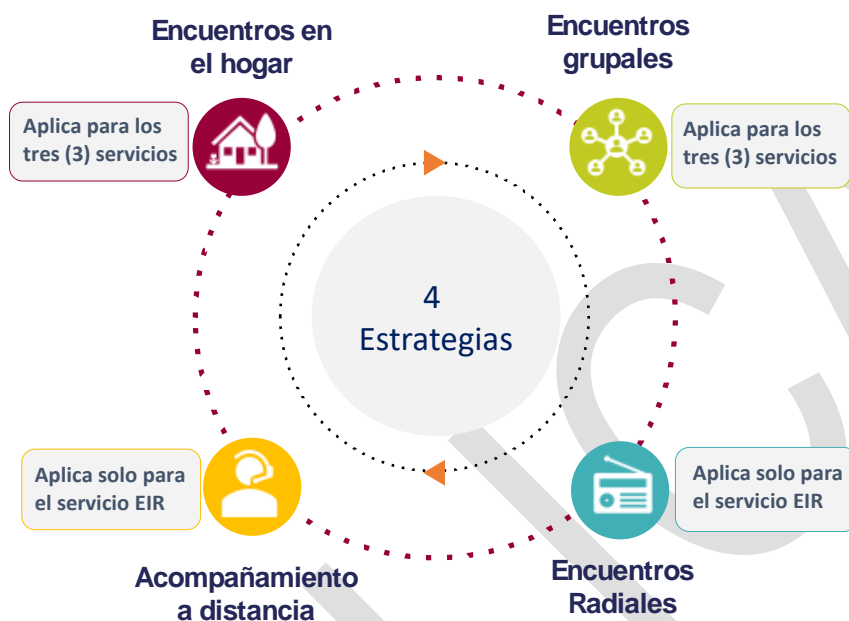 Encuentros en
el hogar
Encuentros
grupales
Aplica para los
tres (3) servicios
Aplica para los
tres (3) servicios
4
Estrategias
Aplica solo para
el servicio EIR
Aplica solo para
el servicio EIR
Acompañamiento
a distancia
Encuentros
Radiales